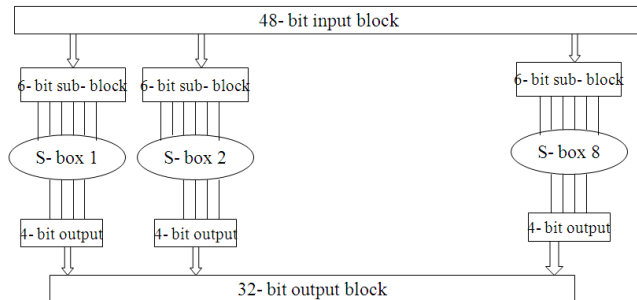 48- bit input block
6- bit sub- block
6- bit sub- block
6- bit sub- block
S- box 1
S- box 2
S- box 8
4- bit output
4- bit output
4- bit output
32- bit output block